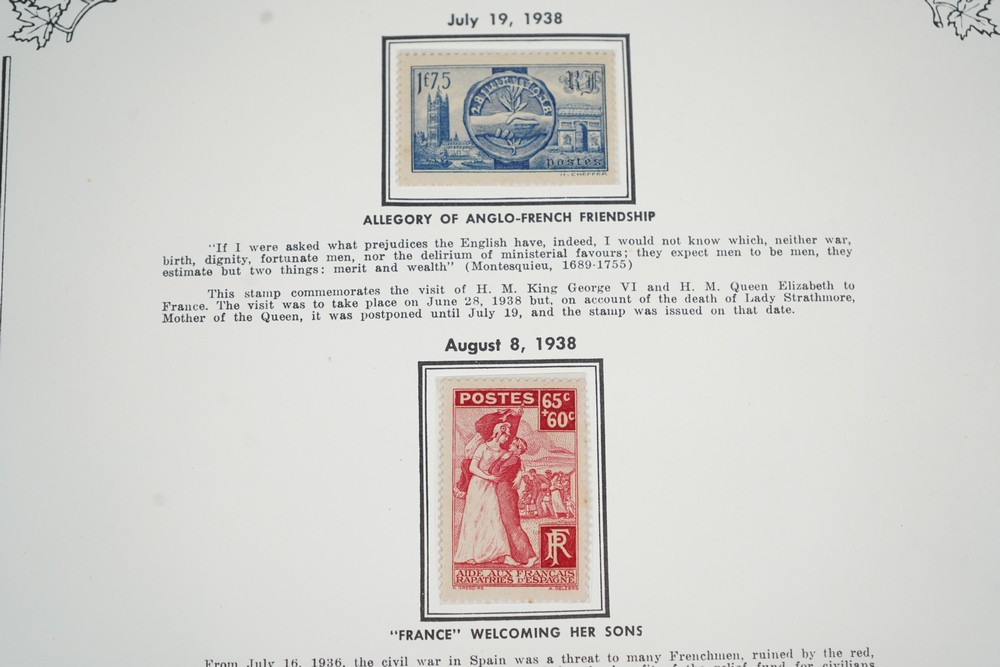 July 19, 1938
1f75
RF
28 JUIN 1938
postes
H·CHEFFER
ALLEGORY OF ANGLO-FRENCH FRIENDSHIP
"If I were asked what prejudices the English have, indeed, I would not know which, neither war,
birth, dignity, fortunate men, nor the delirium of ministerial favours; they expect men to be men, they
estimate but two things: merit and wealth" (Montesquieu, 1689-1755)
This stamp commemorates the visit of H. M. King George VI and H. M. Queen Elizabeth to
France. The visit was to take place on June 28, 1938 but, on account of the death of Lady Strathmore,
Mother of the Queen, it was postponed until July 19, and the stamp was issued on that date.
August 8, 1938
POSTES 65c
+60c
RF
AIDE AUX FRANÇAIS
RAPATRIÉS D'ESPAGNE
"FRANCE" WELCOMING HER SONS
From July 16, 1936, the civil war in Spain was a threat to many Frenchmen, ruined by the red,
relief fund for civilians